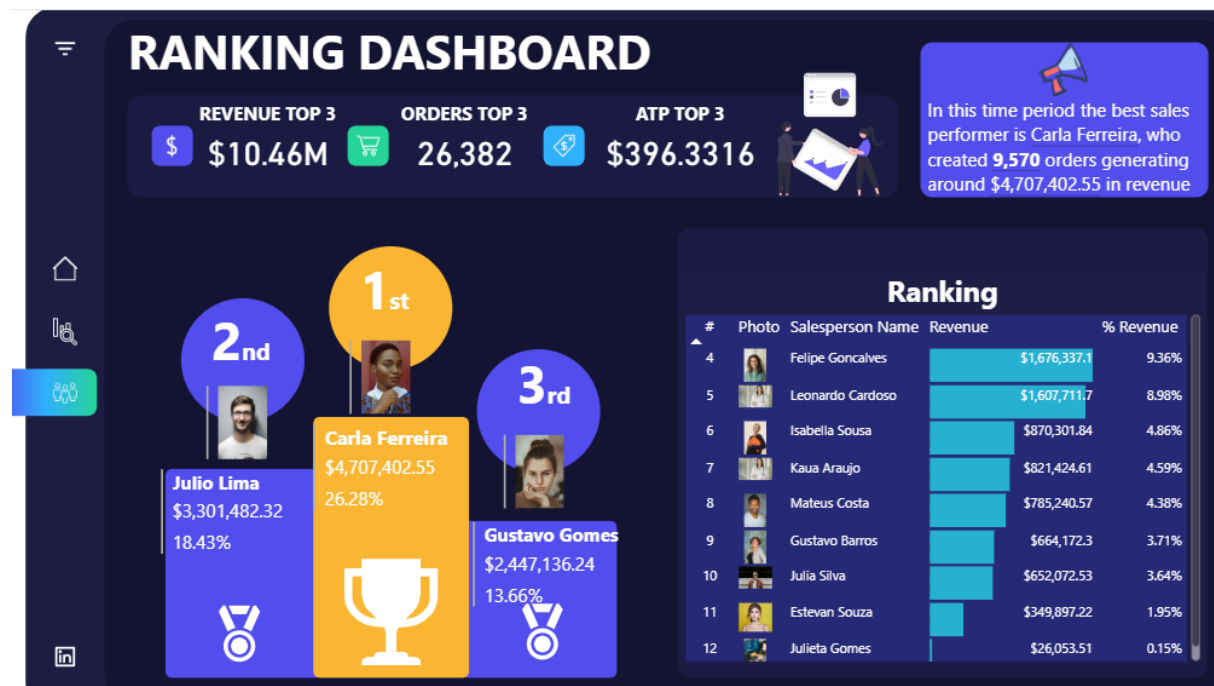 RANKING DASHBOARD
REVENUE TOP 3
$10.46M
ORDERS TOP 3
26,382
ATP TOP 3
$396.3316
In this time period the best sales
performer is Carla Ferreira, who
created 9,570 orders generating
around $4,707,402.55 in revenue
1st
2nd
3rd
Carla Ferreira
$4,707,402.55
26.28%
Julio Lima
$3,301,482.32
18.43%
Gustavo Gomes
$2,447,136.24
13.66%
Ranking
# Photo Salesperson Name Revenue % Revenue
4 Felipe Goncalves $1,676,337.1 9.36%
5 Leonardo Cardoso $1,607,711.7 8.98%
6 Isabella Sousa $870,301.84 4.86%
7 Kaua Araujo $821,424.61 4.59%
8 Mateus Costa $785,240.57 4.38%
9 Gustavo Barros $664,172.3 3.71%
10 Julia Silva $652,072.53 3.64%
11 Estevan Souza $349,897.22 1.95%
12 Julieta Gomes $26,053.51 0.15%
in